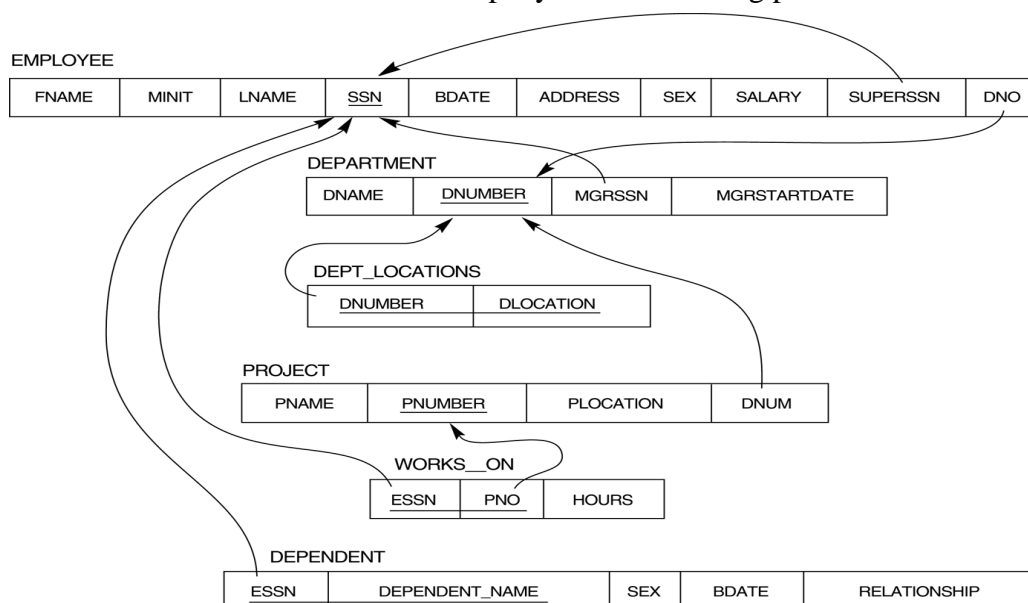 EMPLOYEE
FNAME MINIT LNAME SSN BDATE ADDRESS SEX SALARY SUPERSSN DNO
DEPARTMENT
DNAME DNUMBER MGRSSN MGRSTARTDATE
DEPT_LOCATIONS
DNUMBER DLOCATION
PROJECT
PNAME PNUMBER PLOCATION DNUM
WORKS__ON
ESSN PNO HOURS
DEPENDENT
ESSN DEPENDENT_NAME SEX BDATE RELATIONSHIP